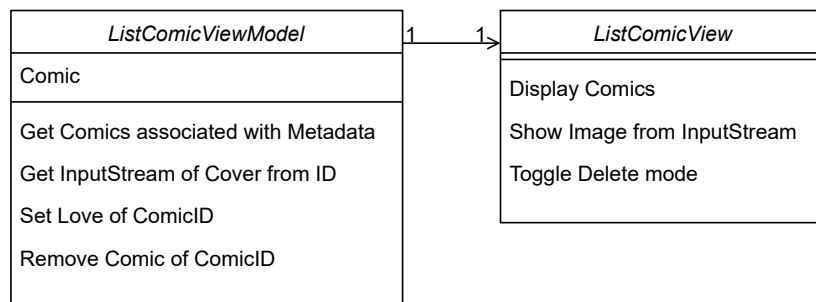 ListComicViewModel
Comic
Get Comics associated with Metadata
Get InputStream of Cover from ID
Set Love of ComicID
Remove Comic of ComicID
1 1
ListComicView
Display Comics
Show Image from InputStream
Toggle Delete mode